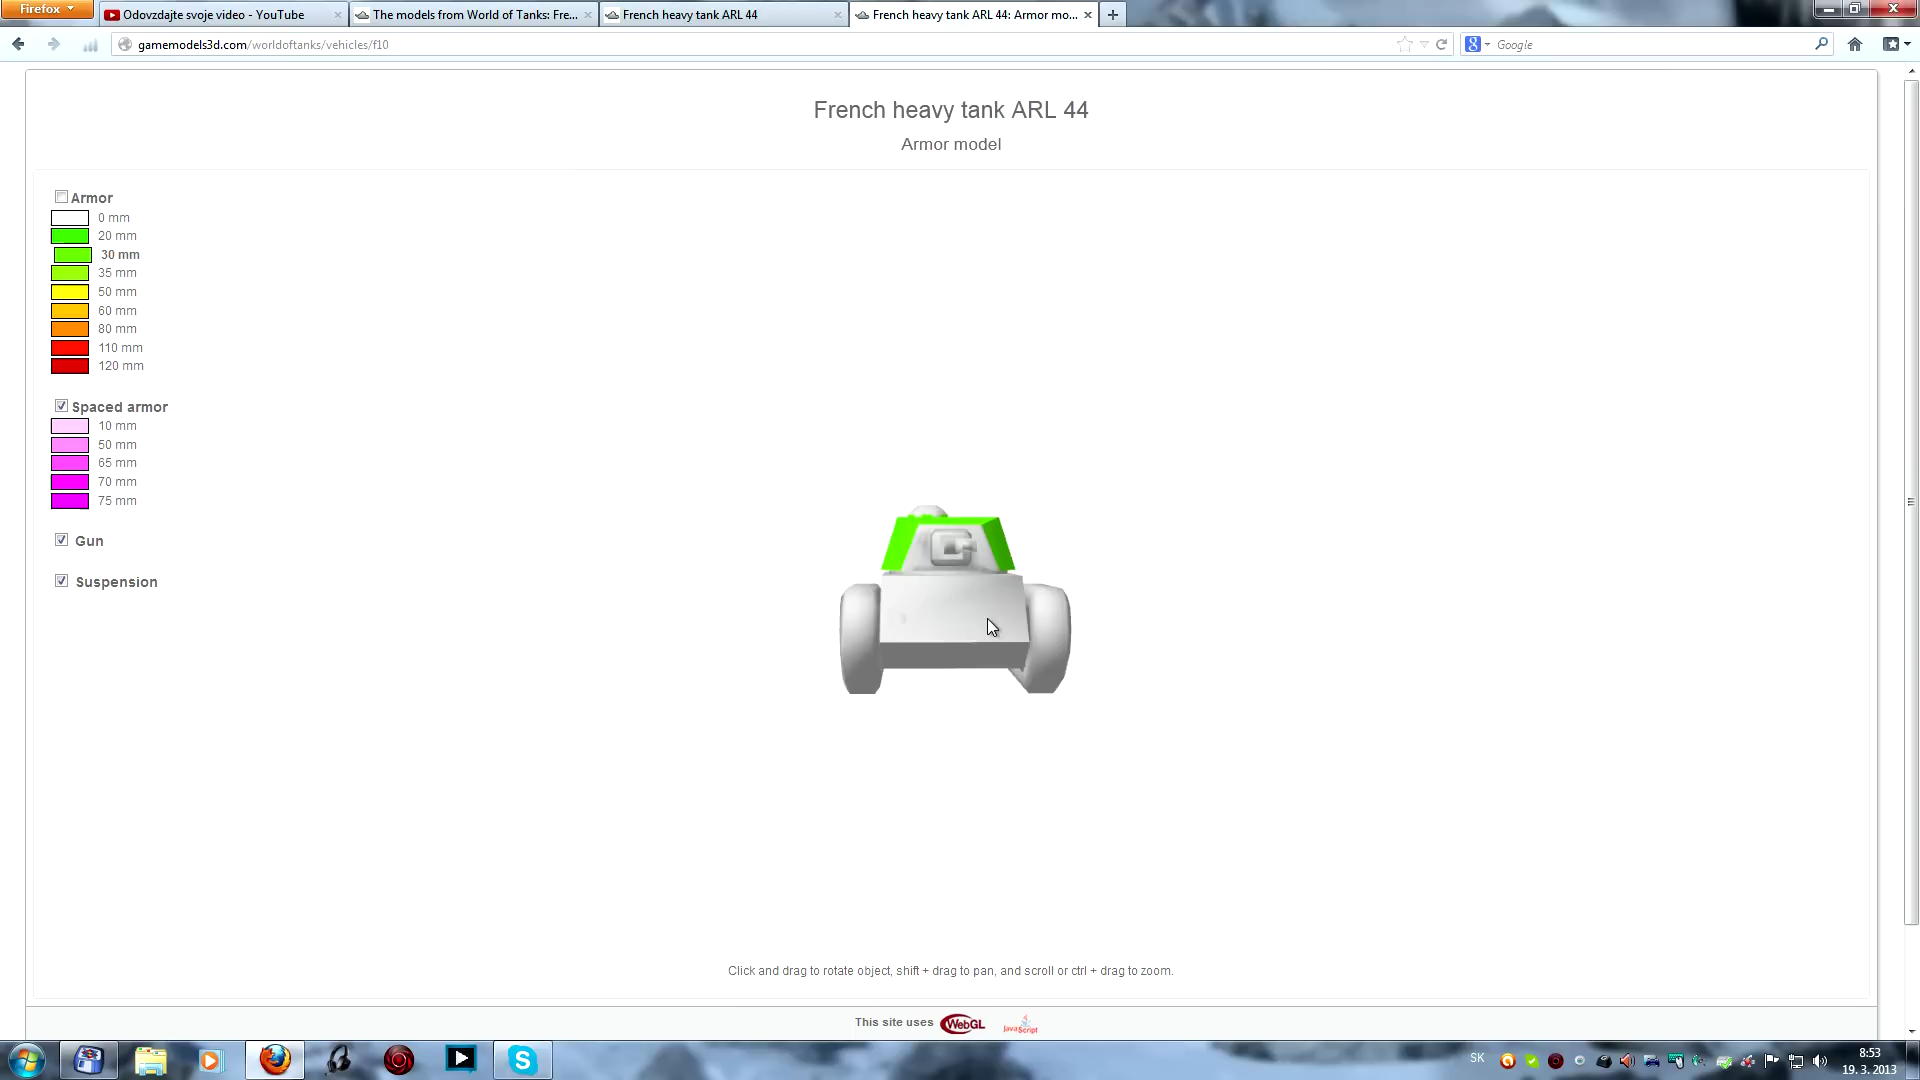 Firefox
Odovzdajte svoje video - YouTube
The models from World of Tanks: Fre...
French heavy tank ARL 44
French heavy tank ARL 44: Armor mo...
gamemodels3d.com/worldoftanks/vehicles/f10
Google
French heavy tank ARL 44
Armor model
Armor
0 mm
20 mm
30 mm
35 mm
50 mm
60 mm
80 mm
110 mm
120 mm
Spaced armor
10 mm
50 mm
65 mm
70 mm
75 mm
Gun
Suspension
Click and drag to rotate object, shift + drag to pan, and scroll or ctrl + drag to zoom.
This site uses WebGL JavaScript
SK
8:53
19. 3. 2013